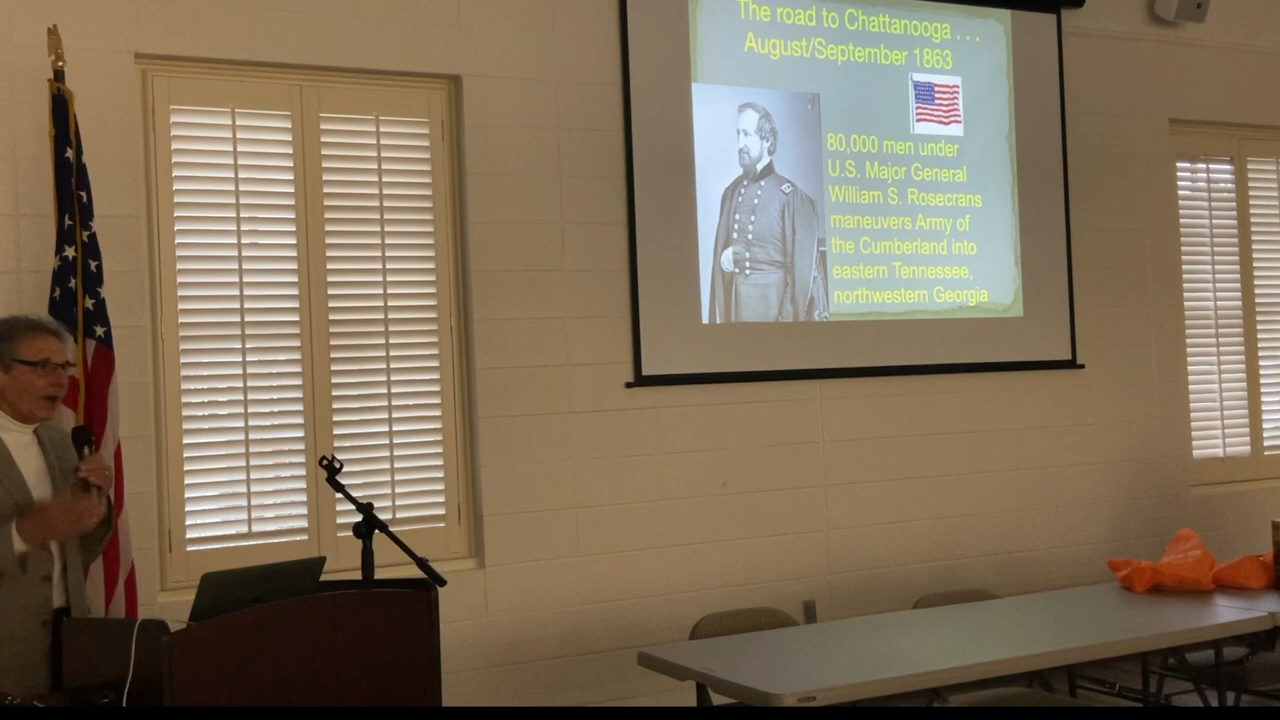 The road to Chattanooga . . .
August/September 1863
80,000 men under
U.S. Major General
William S. Rosecrans
maneuvers Army of
the Cumberland into
eastern Tennessee,
northwestern Georgia